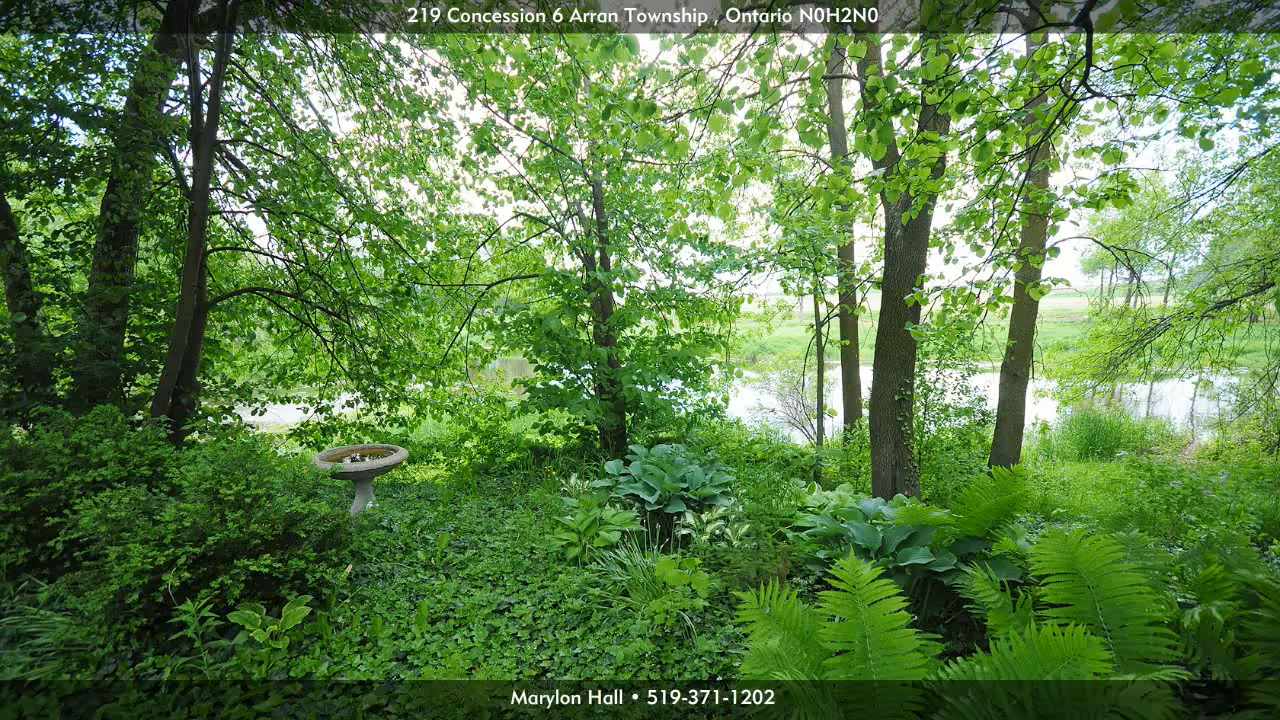 219 Concession 6 Arran Township , Ontario N0H2N0
Marylon Hall • 519-371-1202